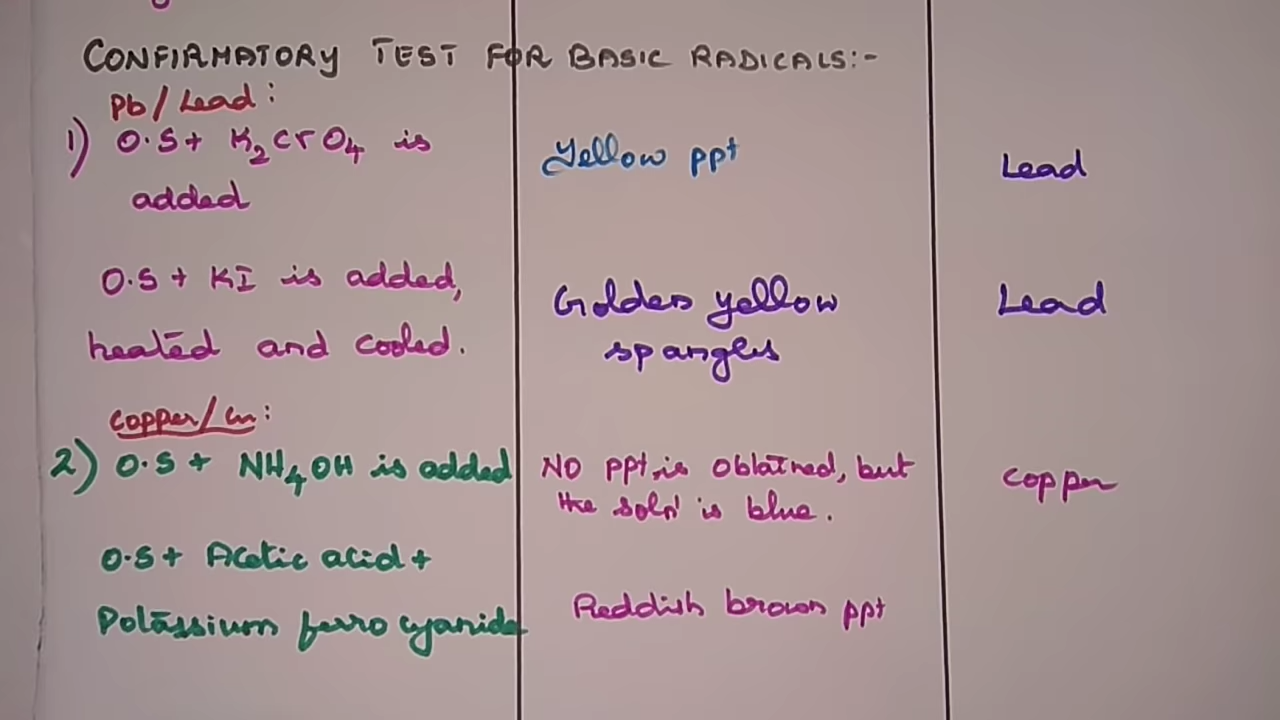 CONFIRMATORY TEST FOR BASIC RADICALS:-
Pb/Lead:
1) O.S+ K2CrO4 is added
Yellow ppt
Lead
O.S + KI is added,
heated and cooled.
Golden yellow
spangles
Lead
Copper/Cu:
2) O.S + NH4OH is added
NO ppt is obtained, but
the soln is blue.
Copper
O.S + Acetic acid +
Potassium ferro cyanide
Reddish brown ppt